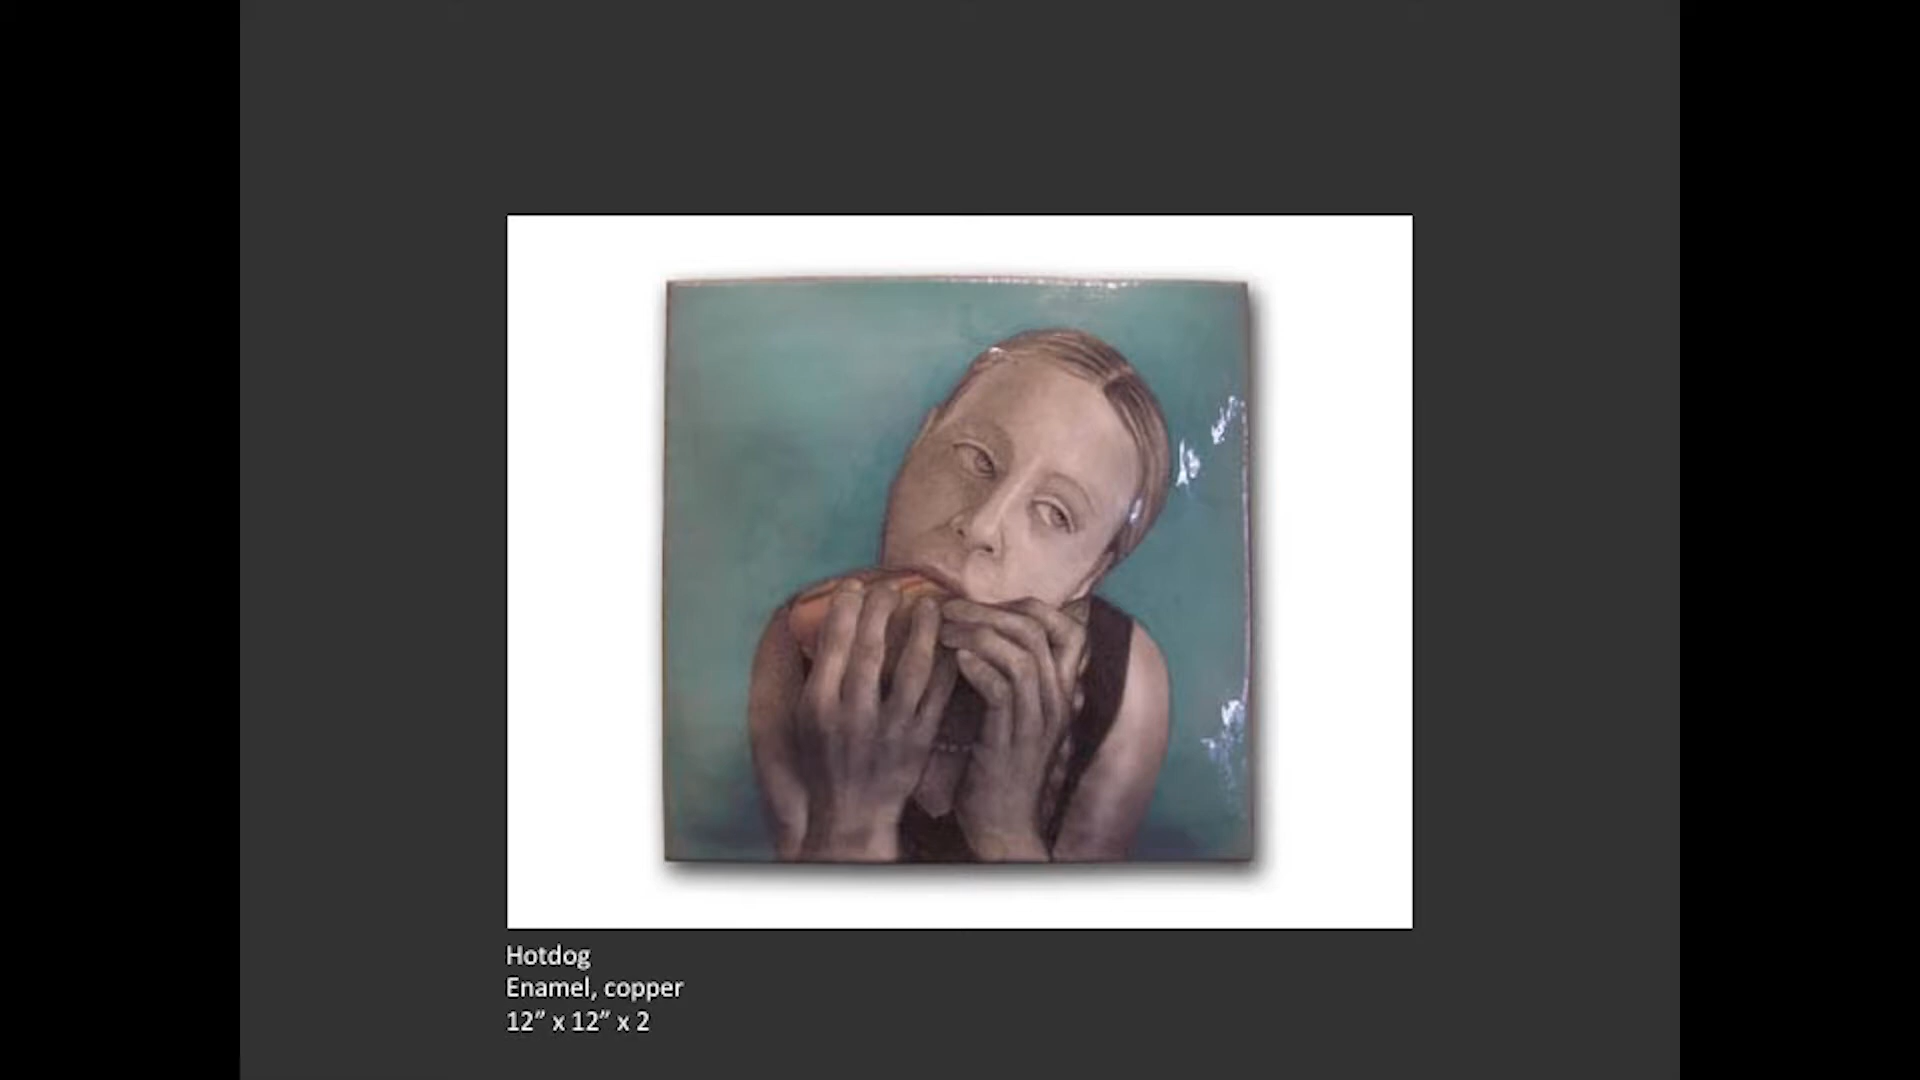 Hotdog
Enamel, copper
12” x 12” x 2